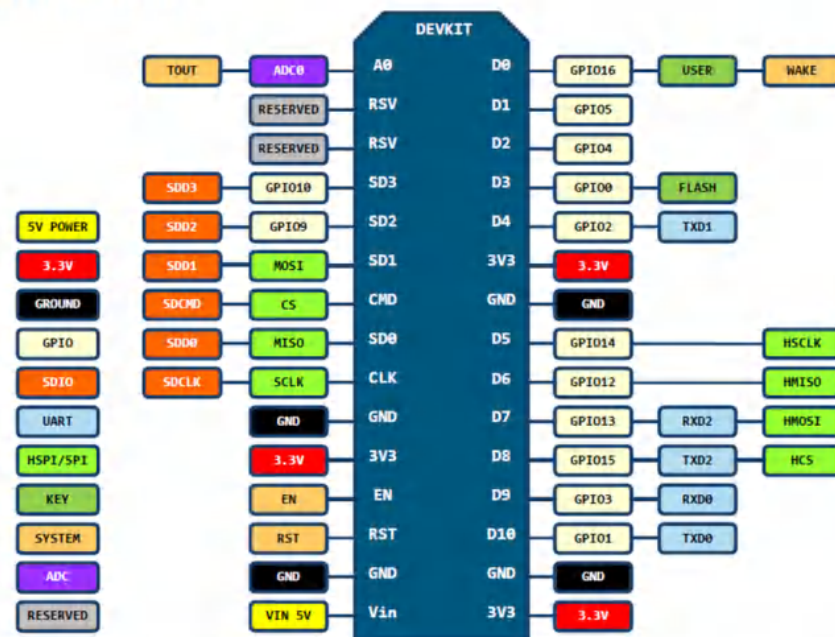 DEVKIT
TOUT ADC0 A0 D0 GPIO16 USER WAKE
RESERVED RSV D1 GPIO5
RESERVED RSV D2 GPIO4
SDD3 GPIO10 SD3 D3 GPIO0 FLASH
5V POWER SDD2 GPIO9 SD2 D4 GPIO2 TXD1
3.3V SDD1 MOSI SD1 3V3 3.3V
GROUND SDCMD CS CMD GND GND
GPIO SDD0 MISO SD0 D5 GPIO14 HSCLK
SDIO SDCLK SCLK CLK D6 GPIO12 HMISO
UART GND GND D7 GPIO13 RXD2 HMOSI
HSPI/SPI 3.3V 3V3 D8 GPIO15 TXD2 HCS
KEY EN EN D9 GPIO3 RXD0
SYSTEM RST RST D10 GPIO1 TXD0
ADC GND GND GND GND
RESERVED VIN 5V Vin 3V3 3.3V